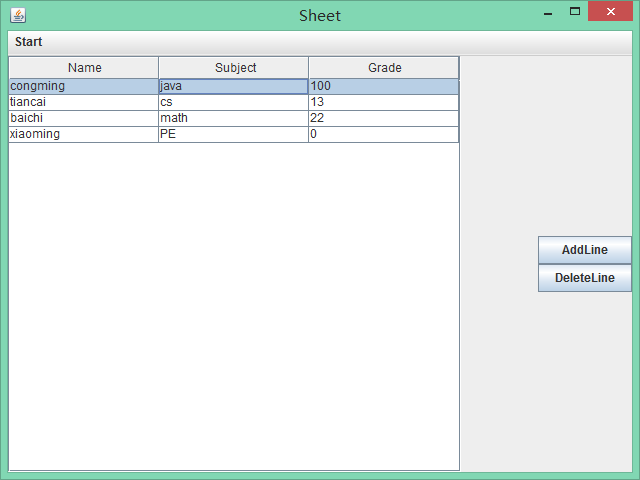 Sheet
Start
Name Subject Grade
congming java 100
tiancai cs 13
baichi math 22
xiaoming PE 0
AddLine
DeleteLine